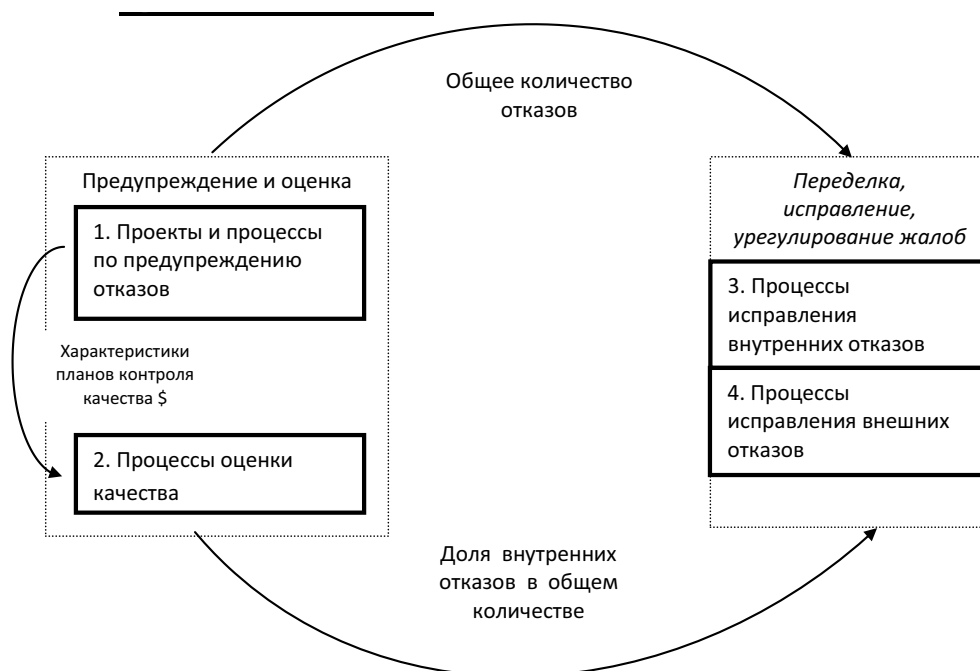 Общее количество
отказов
Предупреждение и оценка
1. Проекты и процессы
по предупреждению
отказов
Характеристики
планов контроля
качества $
2. Процессы оценки
качества
Переделка,
исправление,
урегулирование жалоб
3. Процессы
исправления
внутренних отказов
4. Процессы
исправления внешних
отказов
Доля внутренних
отказов в общем
количестве